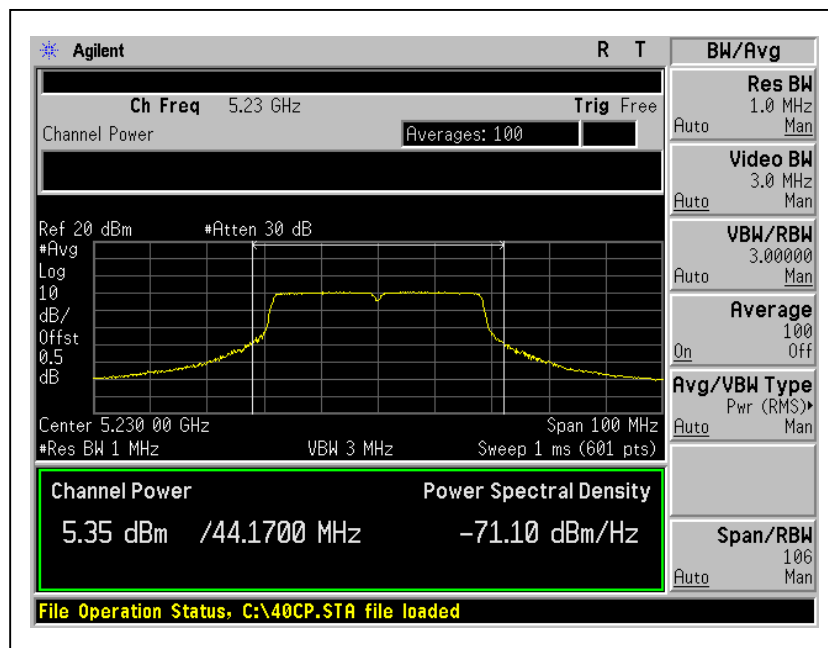 Agilent R T
Ch Freq 5.23 GHz Trig Free
Channel Power Averages: 100
Ref 20 dBm #Atten 30 dB
#Avg
Log
10
dB/
Offst
0.5
dB
Center 5.230 00 GHz Span 100 MHz
#Res BW 1 MHz VBW 3 MHz Sweep 1 ms (601 pts)
Channel Power Power Spectral Density
5.35 dBm /44.1700 MHz -71.10 dBm/Hz
File Operation Status, C:\40CP.STA file loaded
BW/Avg
Res BW
1.0 MHz
Auto Man
Video BW
3.0 MHz
Auto Man
VBW/RBW
3.00000
Auto Man
Average
100
On Off
Avg/VBW Type
Pwr (RMS)▸
Auto Man
Span/RBW
106
Auto Man